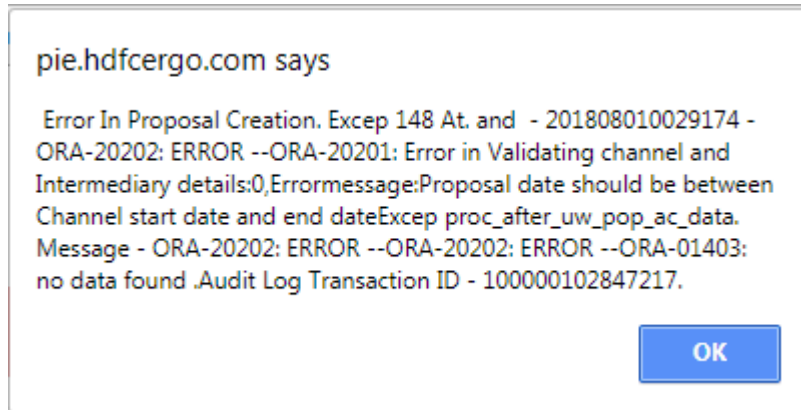 pie.hdfcergo.com says
Error In Proposal Creation. Excep 148 At. and - 201808010029174 -
ORA-20202: ERROR --ORA-20201: Error in Validating channel and
Intermediary details:0,Errormessage:Proposal date should be between
Channel start date and end dateExcep proc_after_uw_pop_ac_data.
Message - ORA-20202: ERROR --ORA-20202: ERROR --ORA-01403:
no data found .Audit Log Transaction ID - 100000102847217.
OK